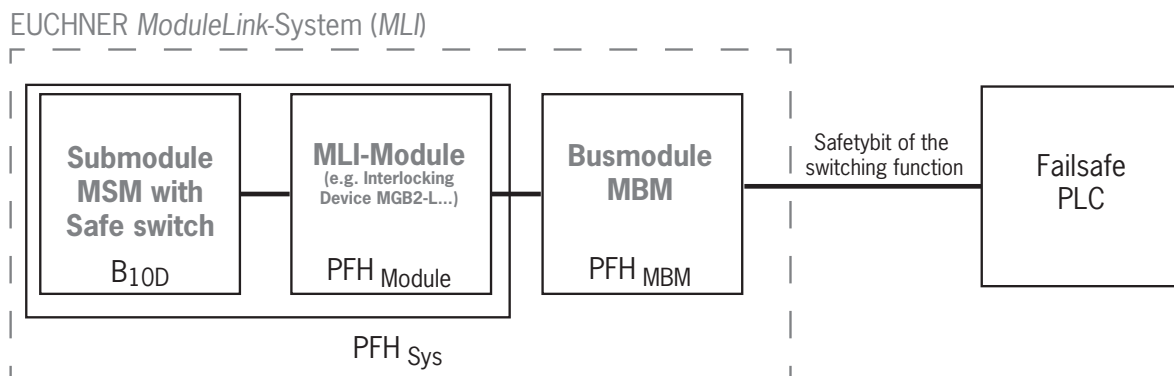 EUCHNER ModuleLink-System (MLI)
Submodule
MSM with
Safe switch
B10D
MLI-Module
(e.g. Interlocking
Device MGB2-L...)
PFH Module
PFH Sys
Busmodule
MBM
PFH MBM
Safetybit of the
switching function
Failsafe
PLC